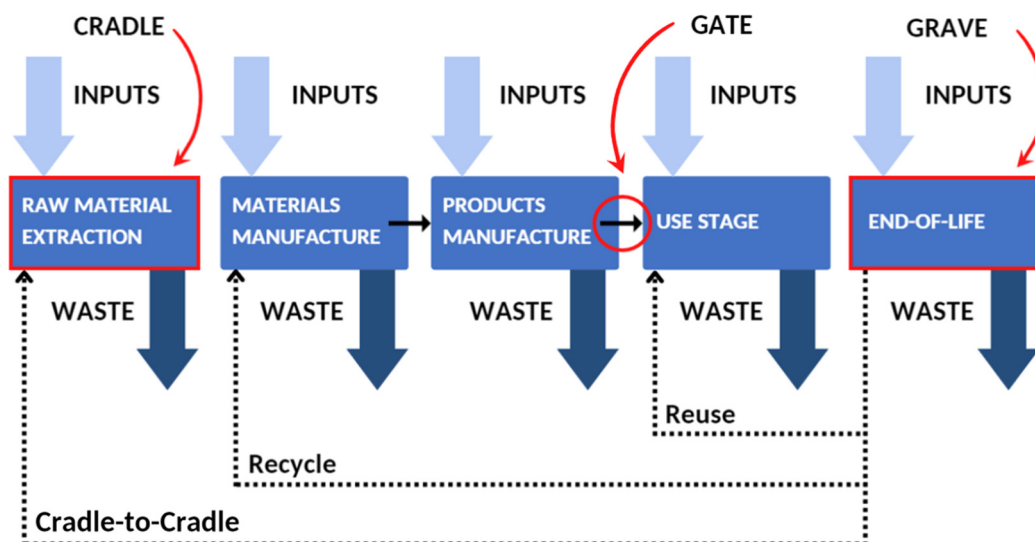 CRADLE
GATE
GRAVE
INPUTS
INPUTS
INPUTS
INPUTS
INPUTS
RAW MATERIAL
EXTRACTION
MATERIALS
MANUFACTURE
PRODUCTS
MANUFACTURE
USE STAGE
END-OF-LIFE
WASTE
WASTE
WASTE
WASTE
WASTE
Reuse
Recycle
Cradle-to-Cradle